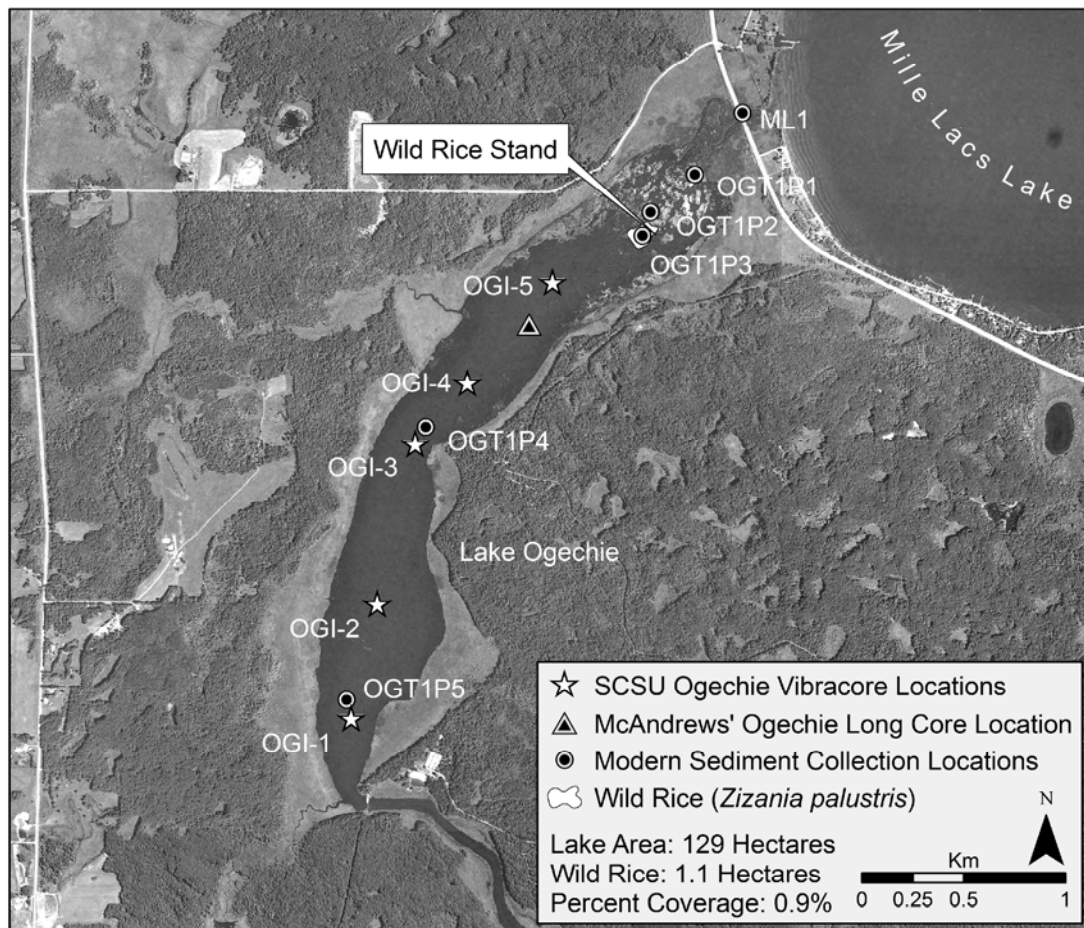 Mille Lacs Lake
ML1
Wild Rice Stand
OGT1P1
OGT1P2
OGT1P3
OGI-5
OGI-4
OGT1P4
OGI-3
Lake Ogechie
OGI-2
OGT1P5
OGI-1
SCSU Ogechie Vibracore Locations
McAndrews' Ogechie Long Core Location
Modern Sediment Collection Locations
Wild Rice (Zizania palustris)
N
Lake Area: 129 Hectares
Km
Wild Rice: 1.1 Hectares
Percent Coverage: 0.9%
0 0.25 0.5 1